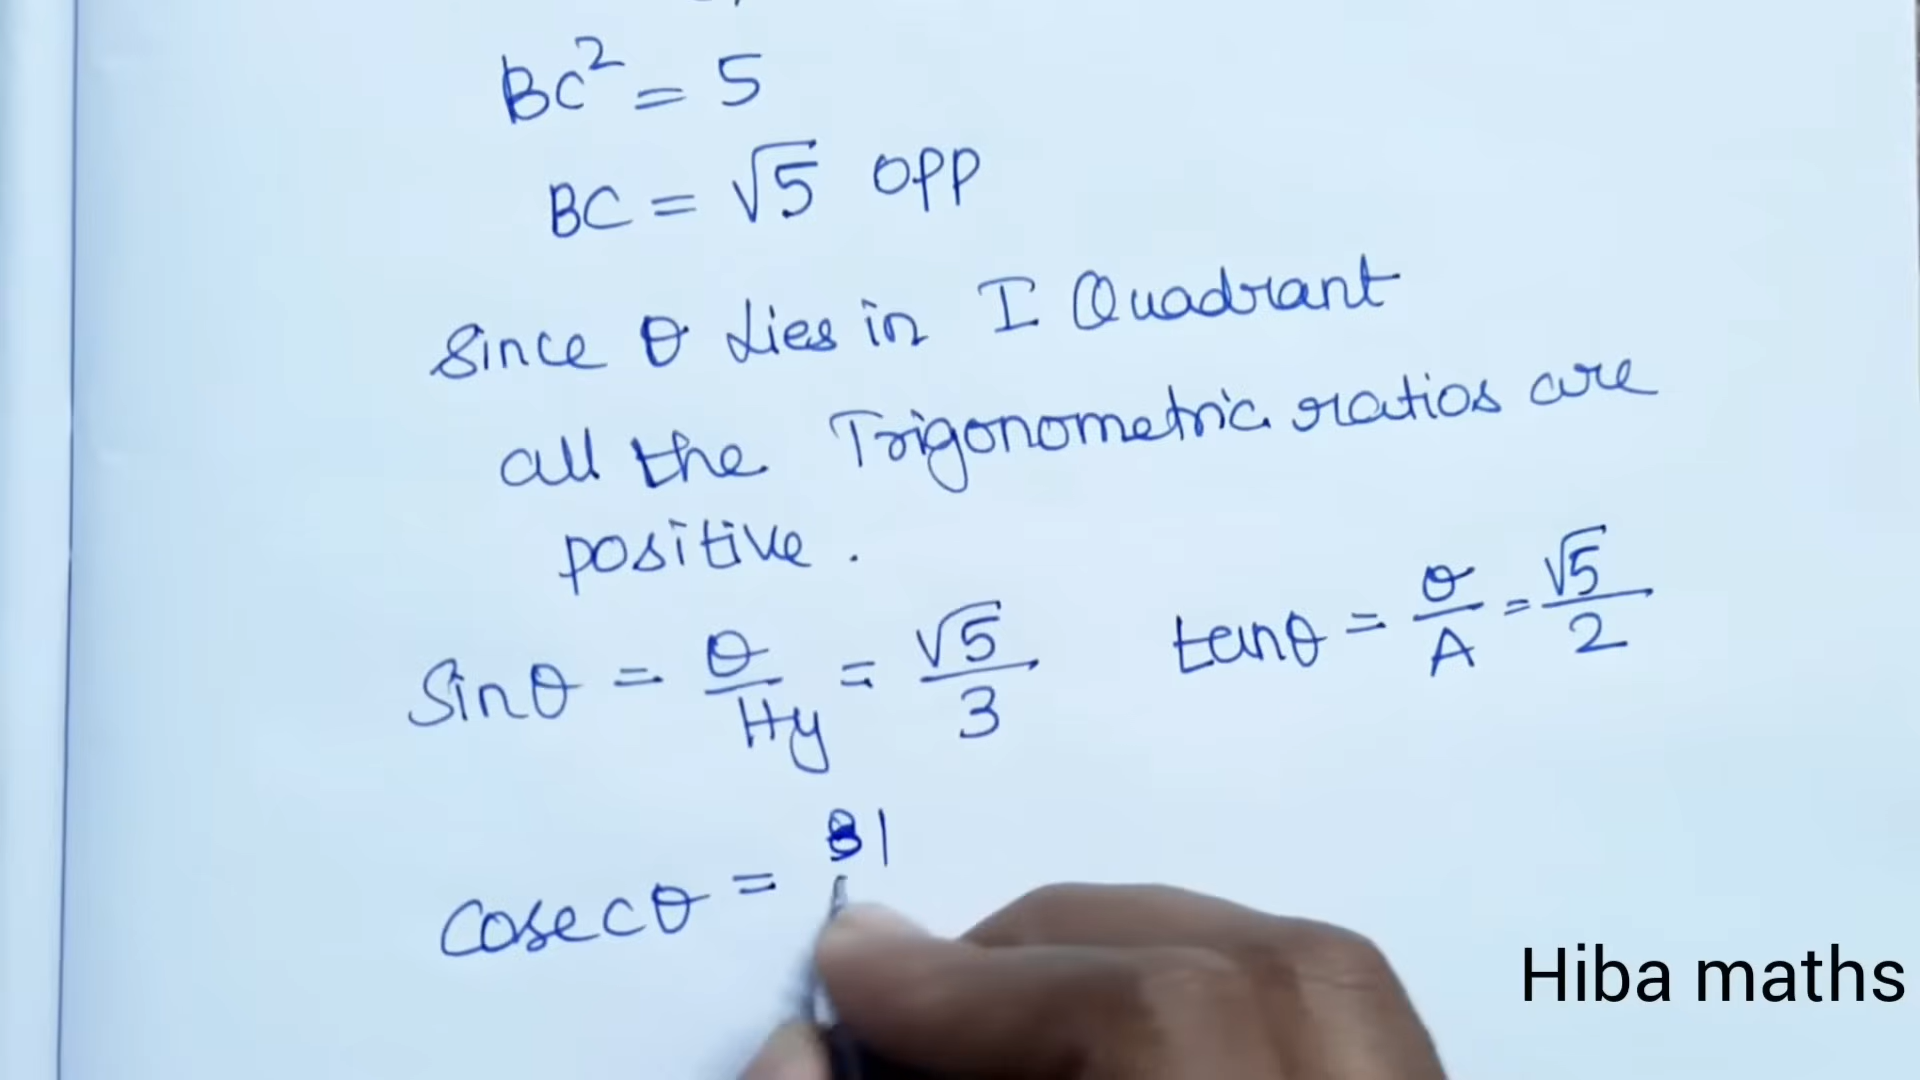 BC² = 5
BC = √5 opp
Since θ lies in I Quadrant
all the Trigonometric ratios are
positive.
Sinθ = O/Hy = √5/3 tanθ = O/A = √5/2
Cosecθ = 1
Hiba maths